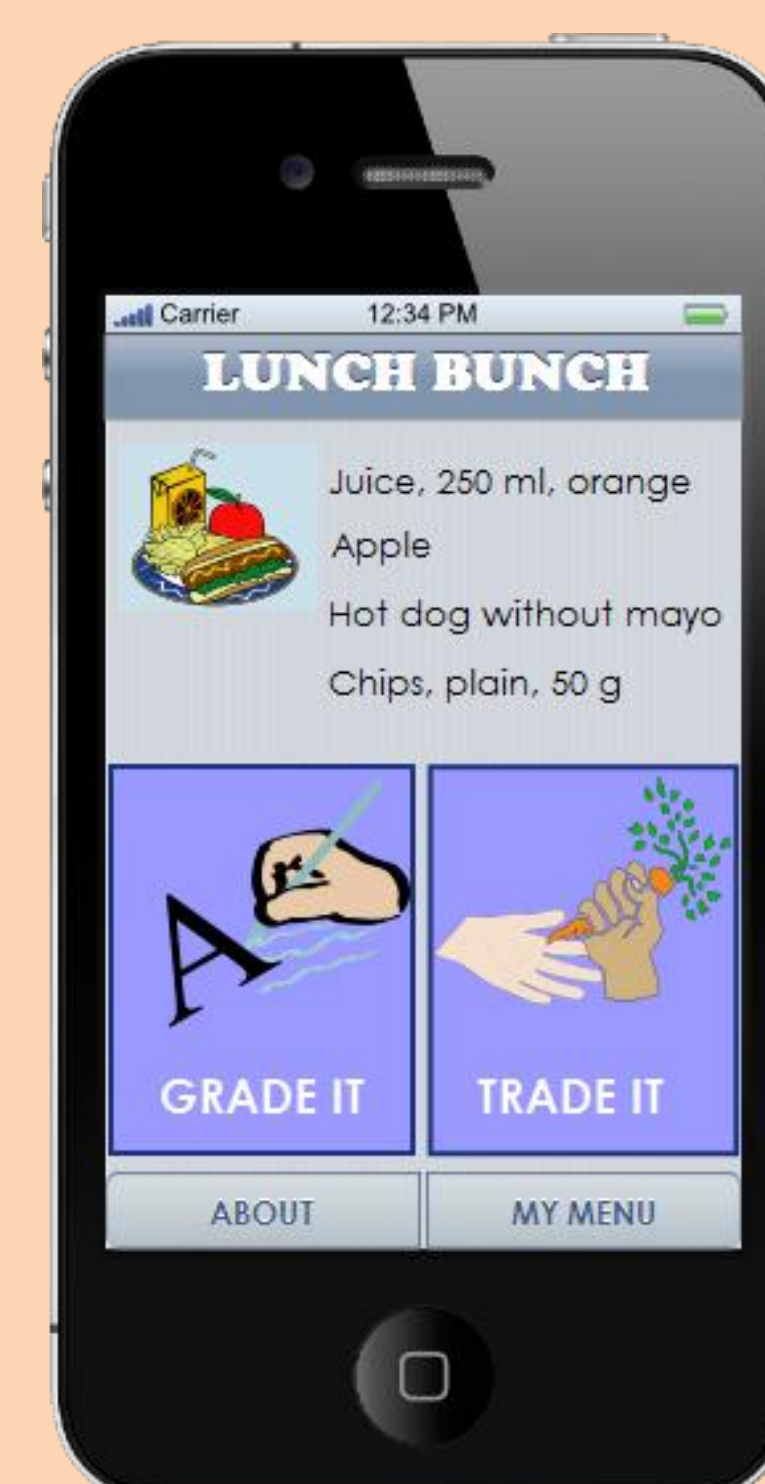 Carrier 12:34 PM
LUNCH BUNCH
Juice, 250 ml, orange
Apple
Hot dog without mayo
Chips, plain, 50 g
A
GRADE IT TRADE IT
ABOUT MY MENU